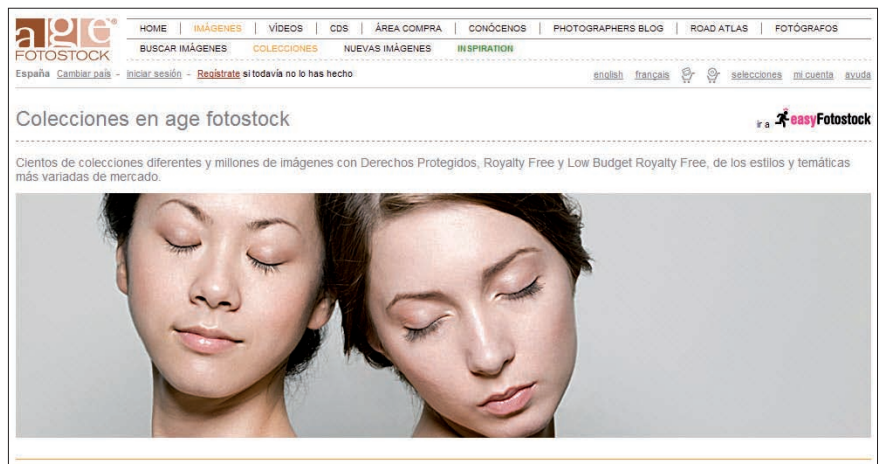 age®
FOTOSTOCK
HOME | IMÁGENES | VÍDEOS | CDS | ÁREA COMPRA | CONÓCENOS | PHOTOGRAPHERS BLOG | ROAD ATLAS | FOTÓGRAFOS
BUSCAR IMÁGENES COLECCIONES NUEVAS IMÁGENES INSPIRATION
España Cambiar país - Iniciar sesión - Regístrate si todavía no lo has hecho english français selecciones mi cuenta ayuda
Colecciones en age fotostock
ir a easyFotostock
Cientos de colecciones diferentes y millones de imágenes con Derechos Protegidos, Royalty Free y Low Budget Royalty Free, de los estilos y temáticas
más variadas de mercado.